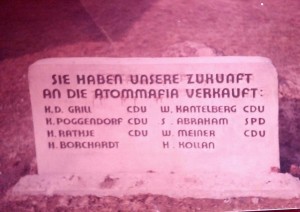 SIE HABEN UNSERE ZUKUNFT
AN DIE ATOMMAFIA VERKAUFT:
K.D. GRILL CDU W. KANTELBERG CDU
K. POGGENDORF CDU S. ABRAHAM SPD
H. RATHJE CDU W. MEINER CDU
H. BORCHARDT H. KOLLAN